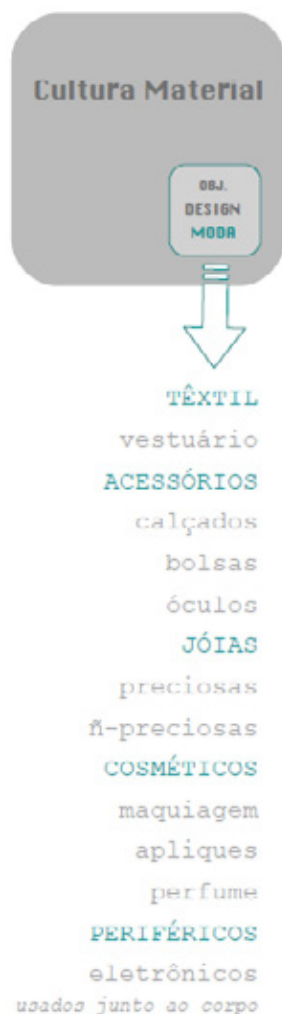 Cultura Material
OBJ.
DESIGN
MODA
TÊXTIL
vestuário
ACESSÓRIOS
calçados
bolsas
óculos
JÓIAS
preciosas
ñ-preciosas
COSMÉTICOS
maquiagem
apliques
perfume
PERIFÉRICOS
eletrônicos
usados junto ao corpo